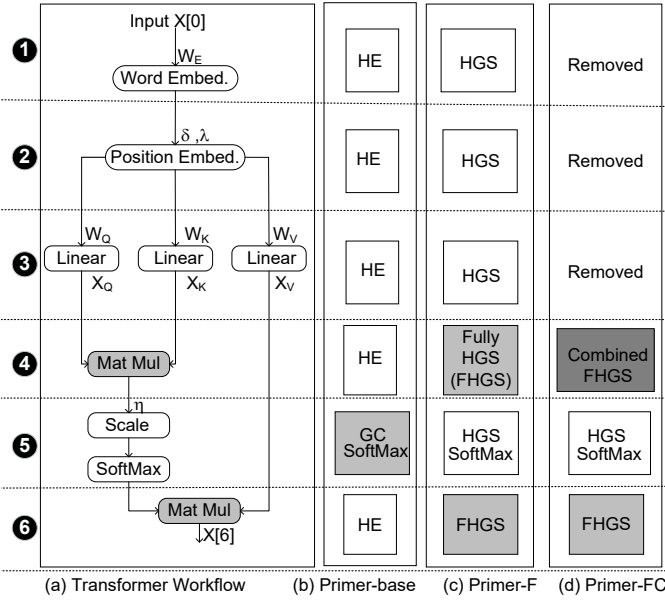 1
Input X[0]
W_E
Word Embed.
HE
HGS
Removed
2
δ ,λ
Position Embed.
HE
HGS
Removed
3
W_Q
W_K
W_V
Linear
Linear
Linear
X_Q
X_K
X_V
HE
HGS
Removed
4
Mat Mul
HE
Fully
HGS
(FHGS)
Combined
FHGS
5
η
Scale
SoftMax
GC
SoftMax
HGS
SoftMax
HGS
SoftMax
6
Mat Mul
X[6]
HE
FHGS
FHGS
(a) Transformer Workflow
(b) Primer-base
(c) Primer-F
(d) Primer-FC